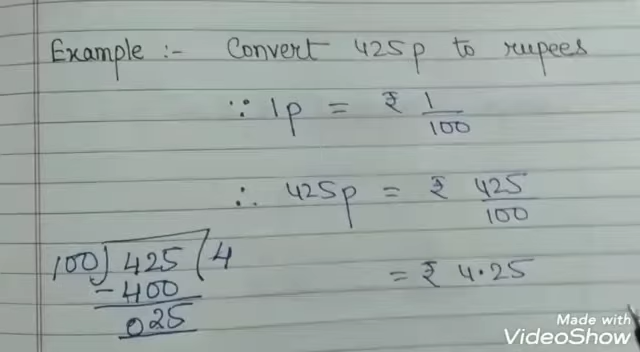 Example :- Convert 425p to rupees
∵ 1p = ₹ 1/100
∴ 425p = ₹ 425/100
100) 425 (4
-400
025
= ₹ 4.25
Made with
VideoShow